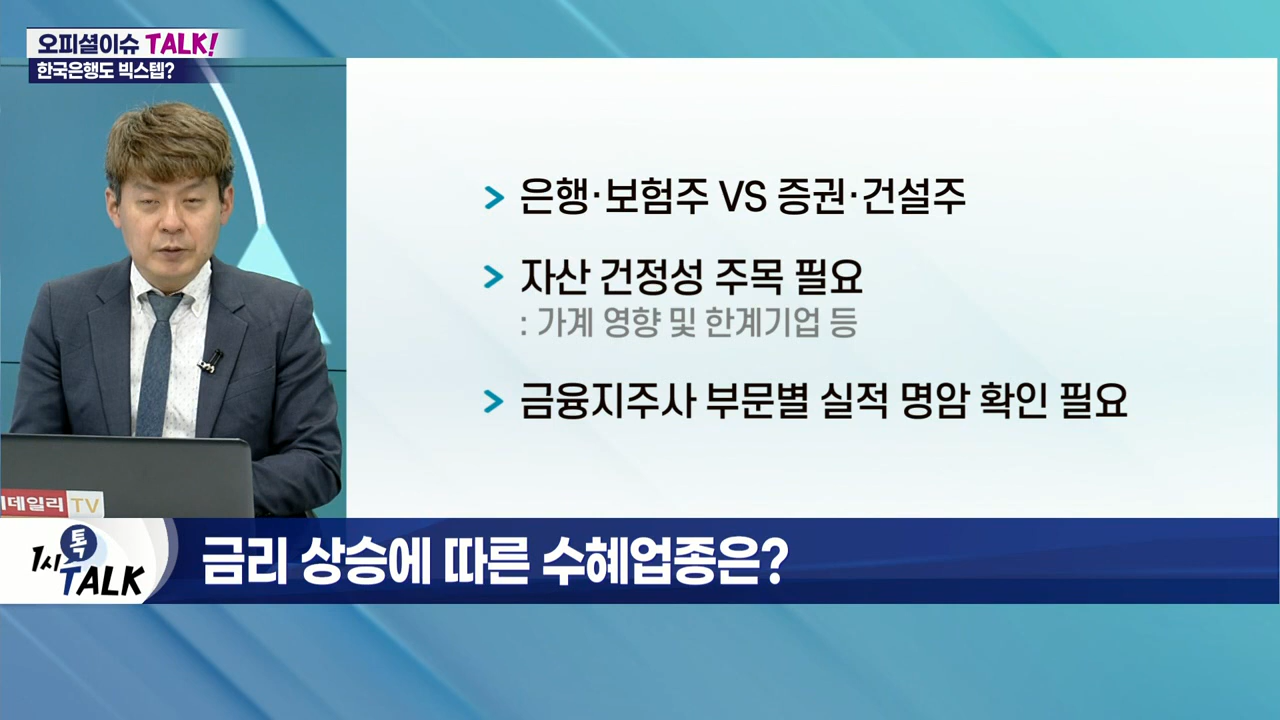 오피셜이슈 TALK!
한국은행도 빅스텝?
은행·보험주 VS 증권·건설주
자산 건정성 주목 필요
: 가계 영향 및 한계기업 등
금융지주사 부문별 실적 명암 확인 필요
데일리 TV
1시 톡 TALK
금리 상승에 따른 수혜업종은?